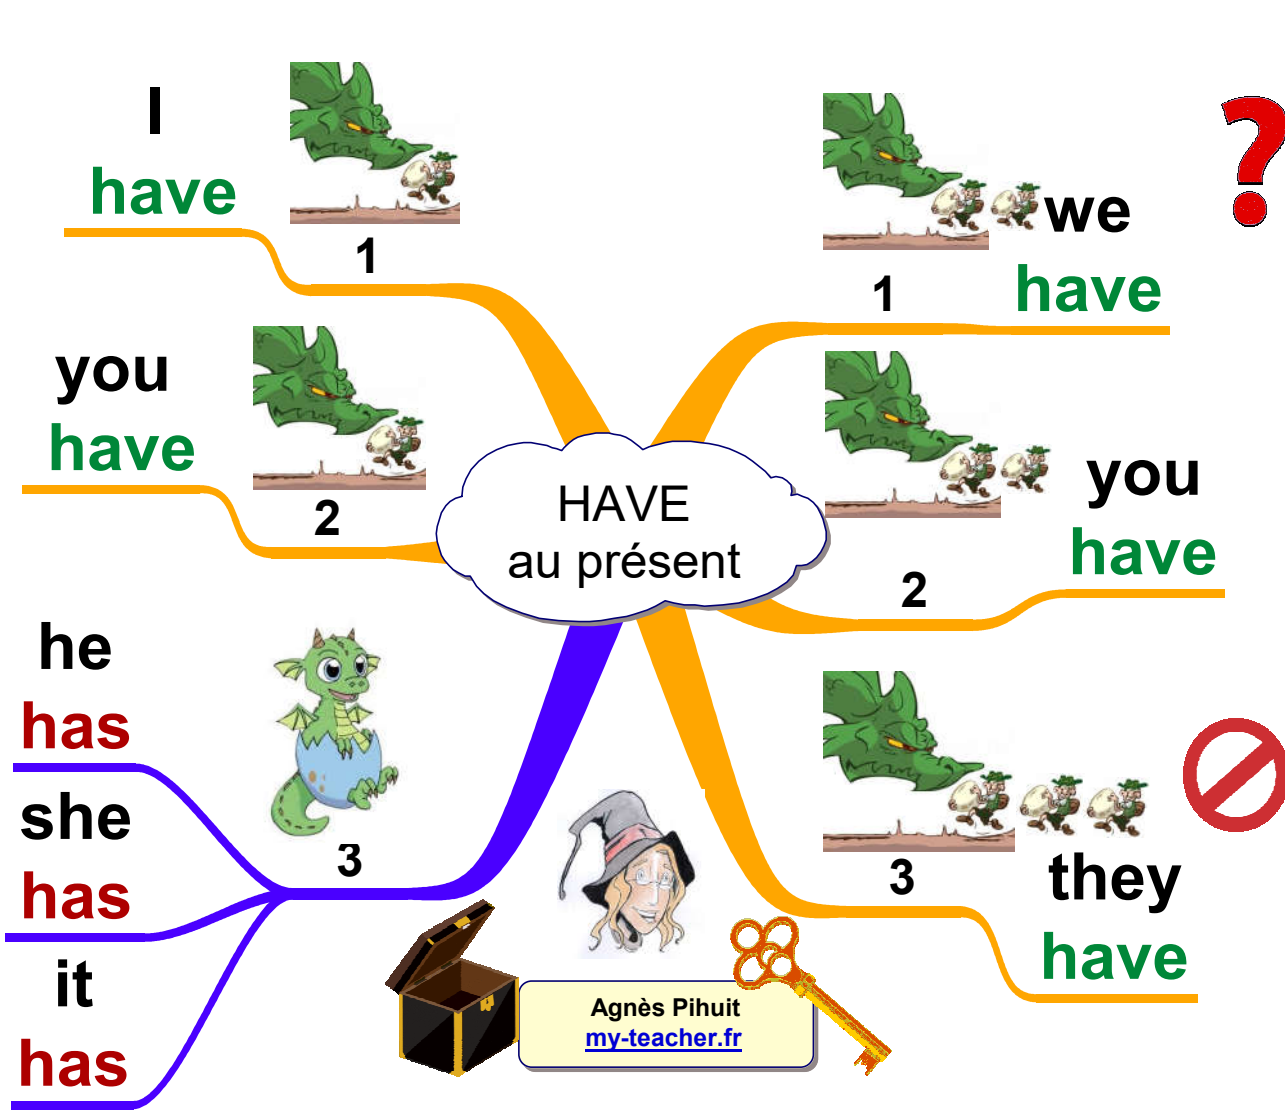 I
have
1
you
have
2
he
has
she
has
it
has
3
HAVE
au présent
we
have
1
you
have
2
they
have
3
?
Agnès Pihuit
my-teacher.fr